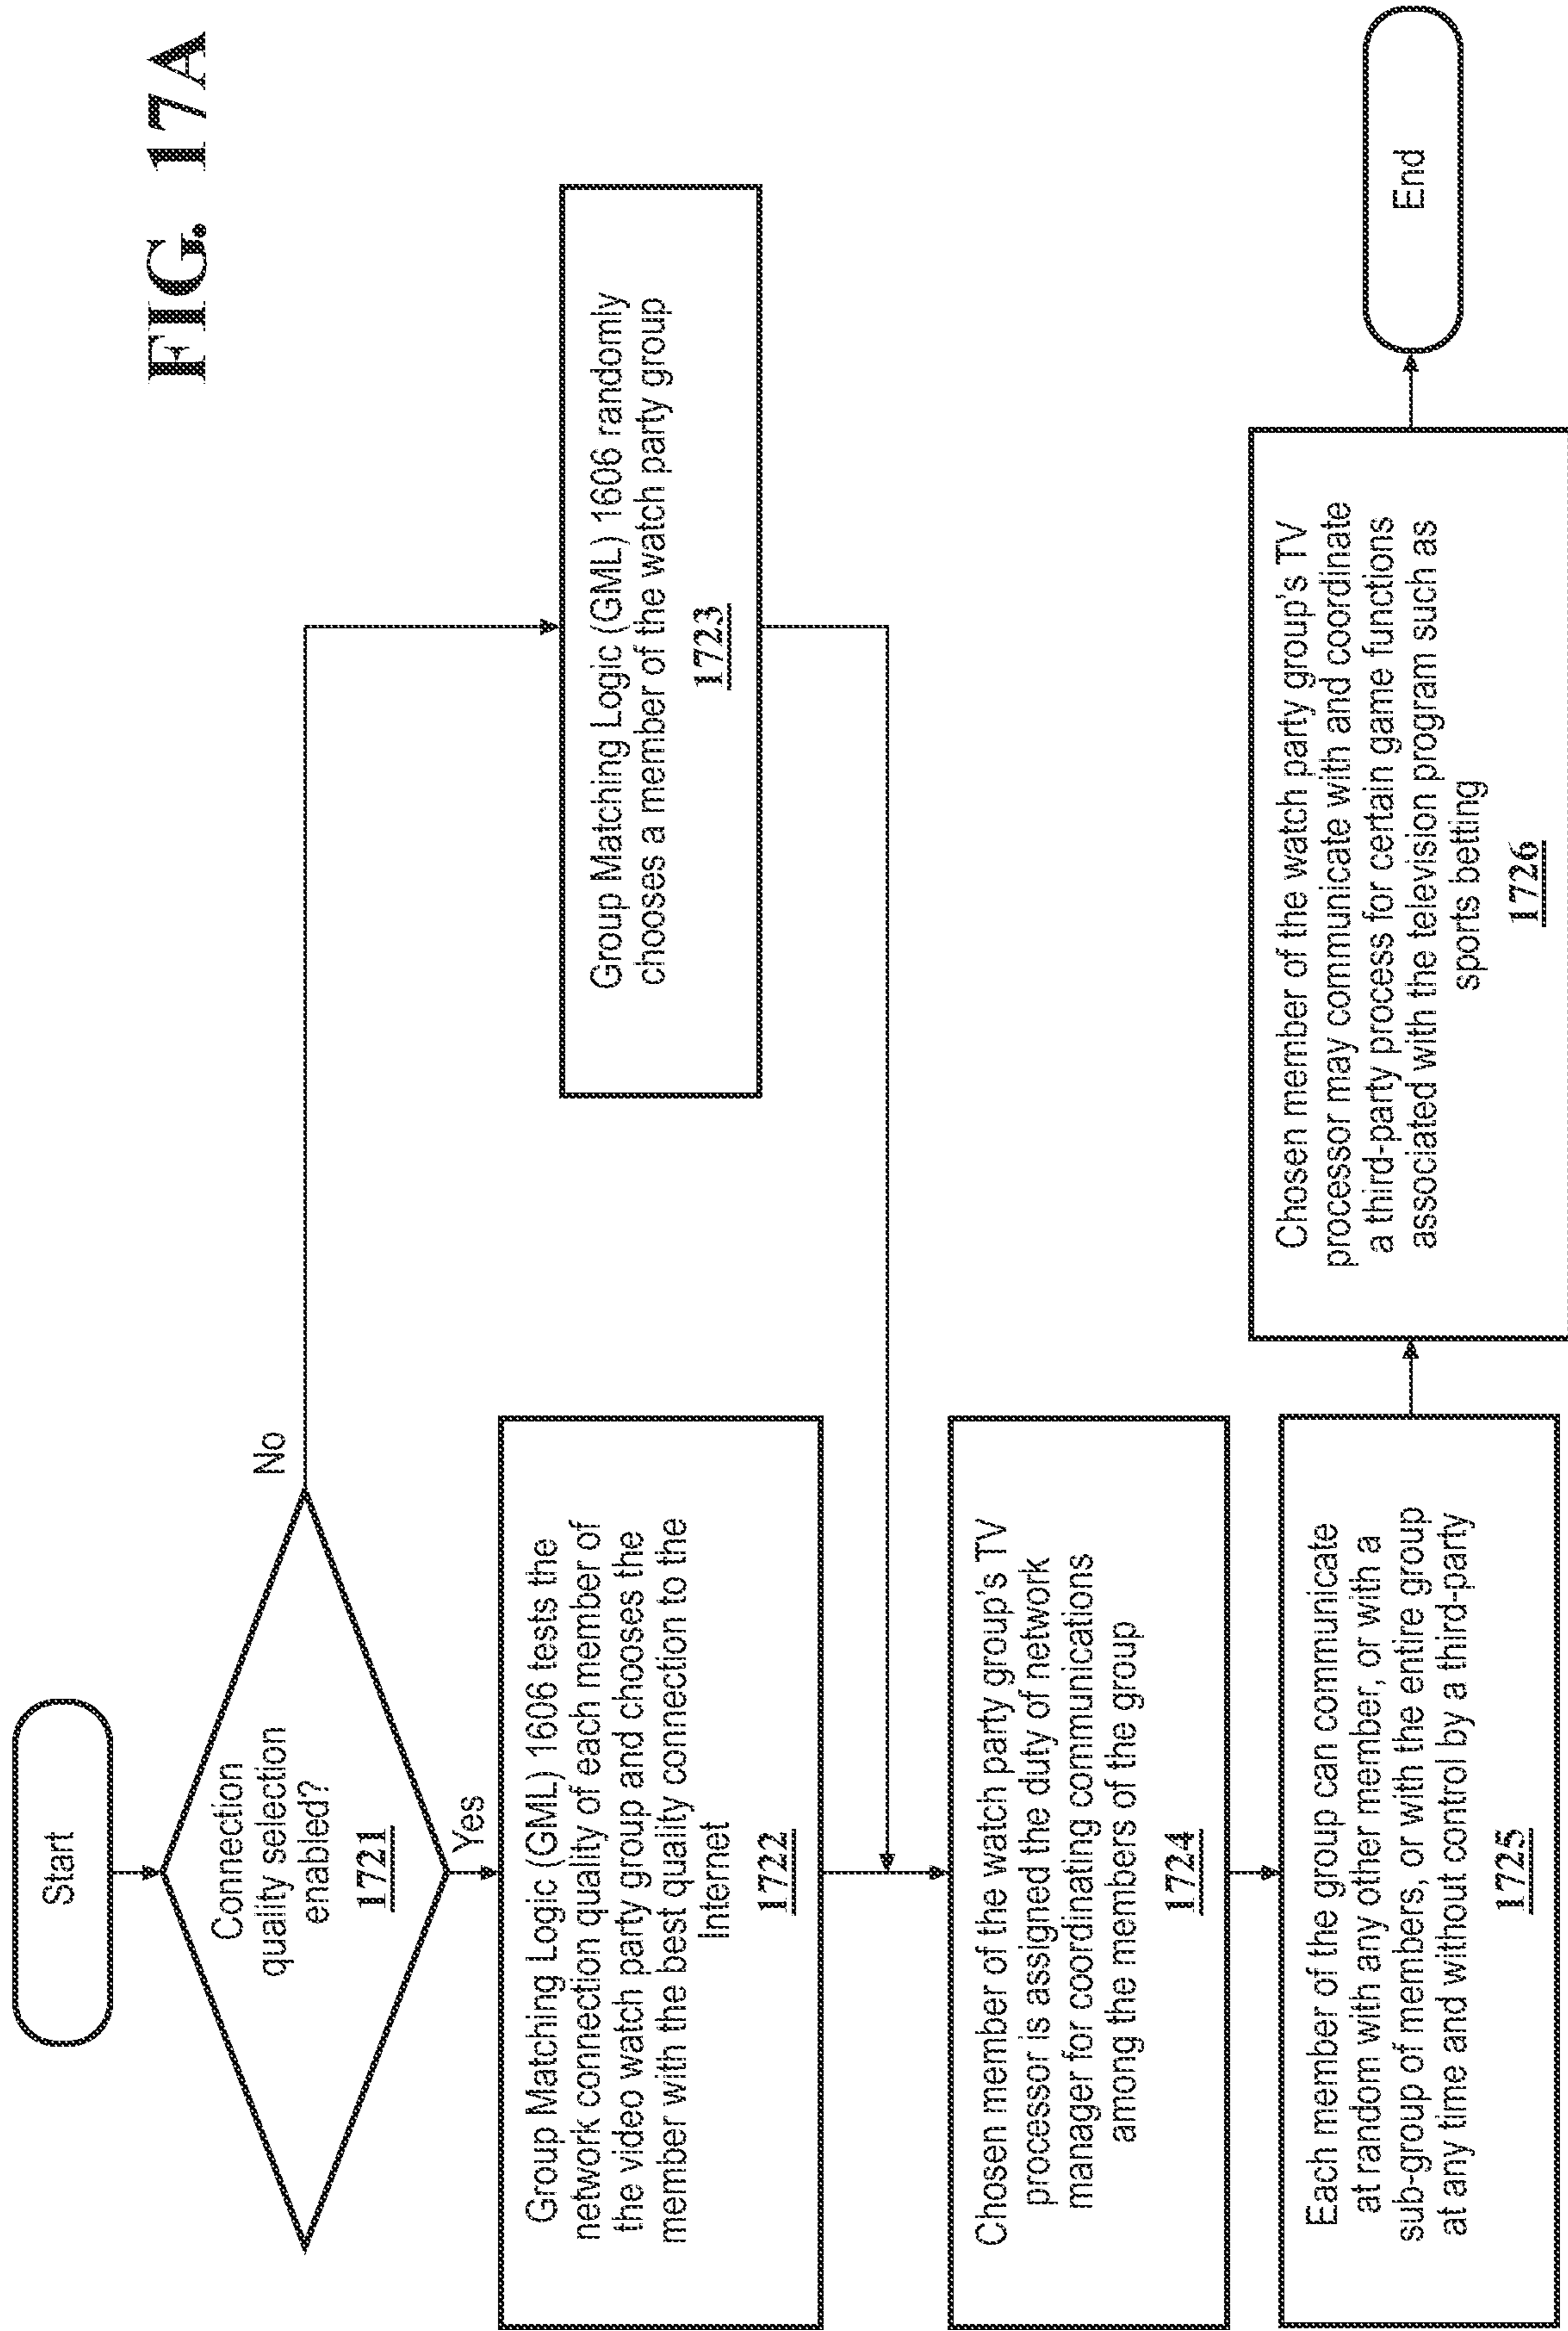 FIG. 17A
Start
Connection
quality selection
enabled?
1721
No
Yes
Group Matching Logic (GML) 1606 tests the
network connection quality of each member of
the video watch party group and chooses the
member with the best quality connection to the
Internet
1722
Group Matching Logic (GML) 1606 randomly
chooses a member of the watch party group
1723
Chosen member of the watch party group's TV
processor is assigned the duty of network
manager for coordinating communications
among the members of the group
1724
Each member of the group can communicate
at random with any other member, or with a
sub-group of members, or with the entire group
at any time and without control by a third-party
1725
Chosen member of the watch party group's TV
processor may communicate with and coordinate
a third-party process for certain game functions
associated with the television program such as
sports betting
1726
End